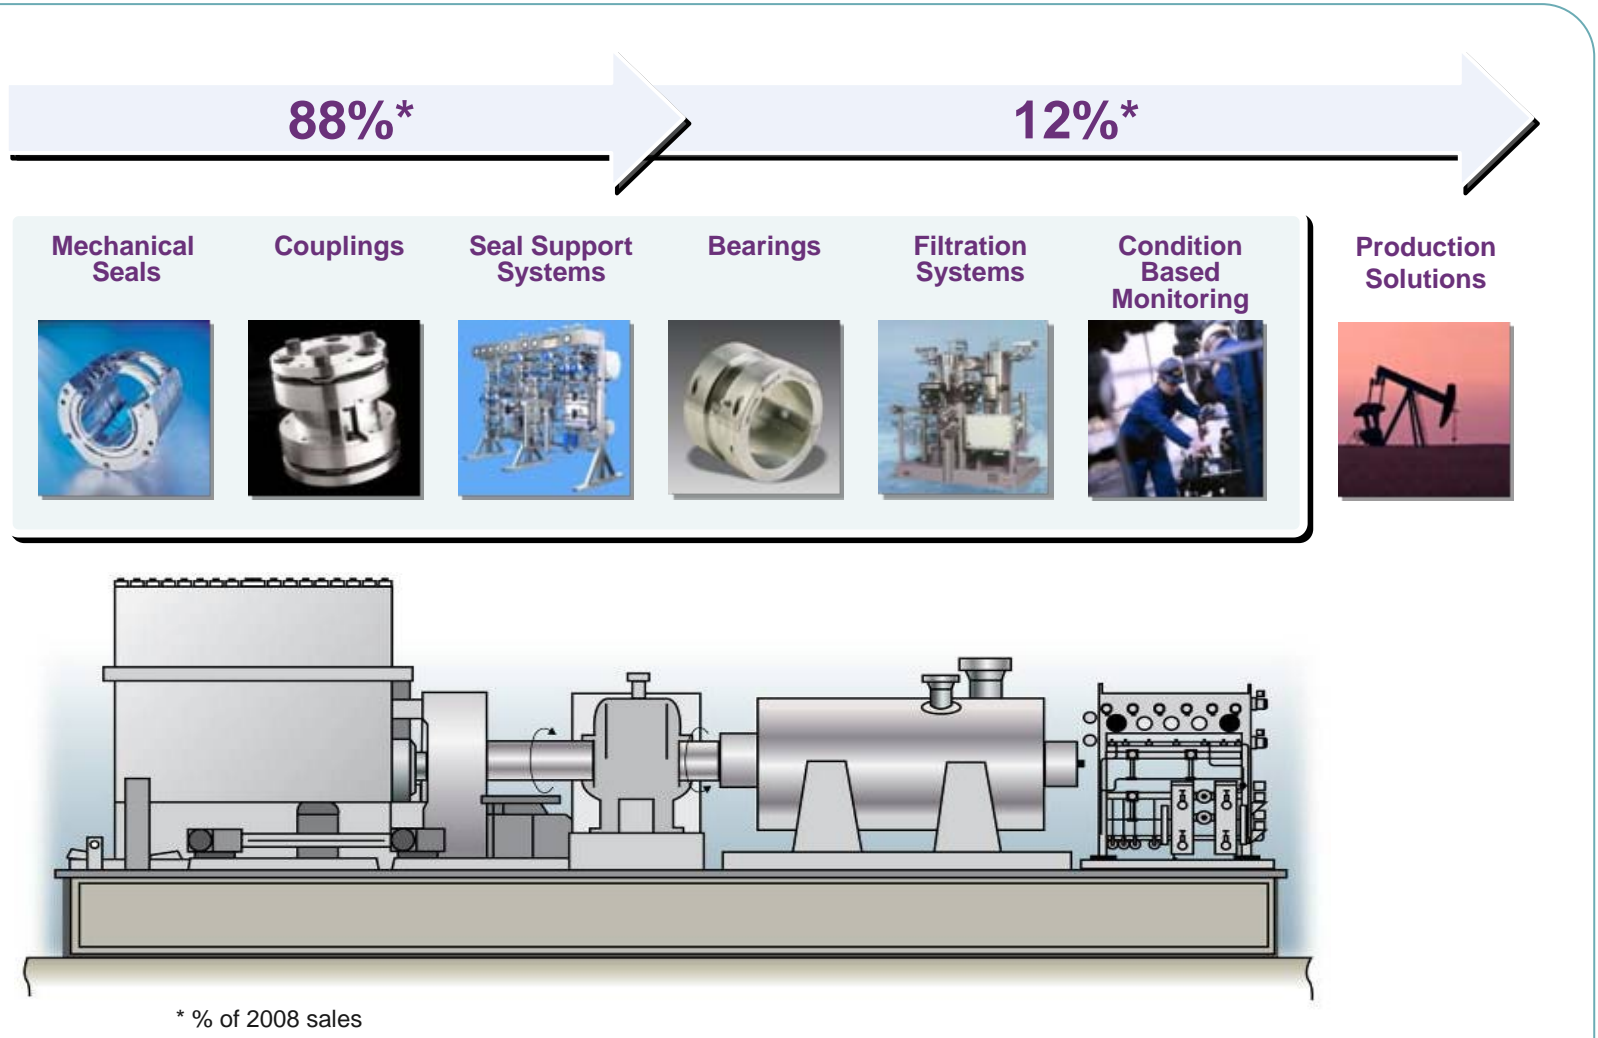 88%*
12%*
Mechanical
Seals
Couplings
Seal Support
Systems
Bearings
Filtration
Systems
Condition
Based
Monitoring
Production
Solutions
* % of 2008 sales